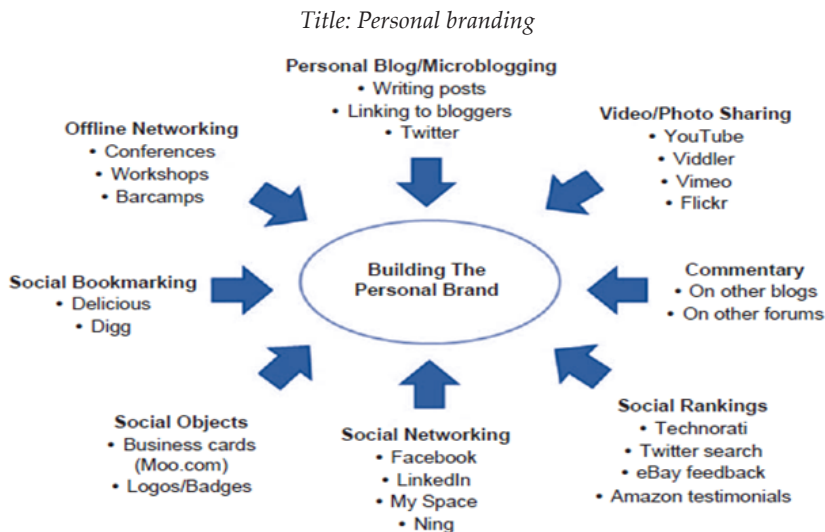 Title: Personal branding
Personal Blog/Microblogging
• Writing posts
• Linking to bloggers
• Twitter
Offline Networking
• Conferences
• Workshops
• Barcamps
Video/Photo Sharing
• YouTube
• Viddler
• Vimeo
• Flickr
Building The
Personal Brand
Social Bookmarking
• Delicious
• Digg
Commentary
• On other blogs
• On other forums
Social Objects
• Business cards
(Moo.com)
• Logos/Badges
Social Networking
• Facebook
• LinkedIn
• My Space
• Ning
Social Rankings
• Technorati
• Twitter search
• eBay feedback
• Amazon testimonials